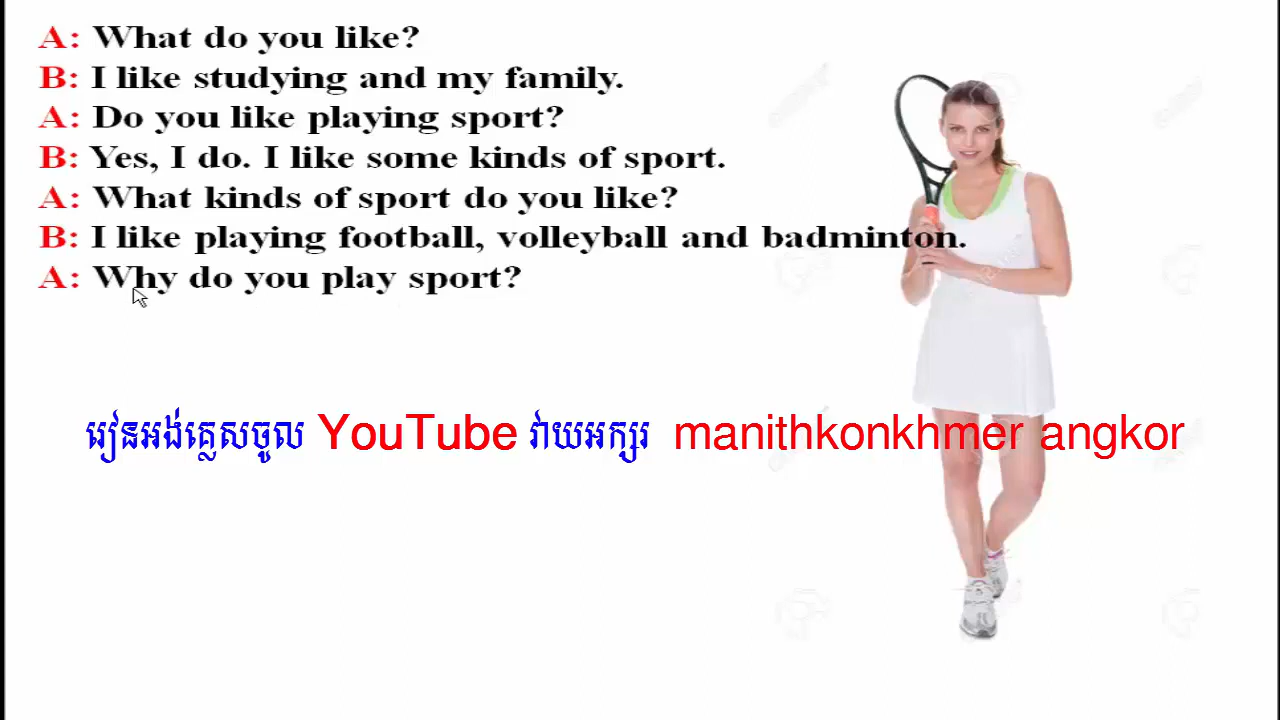 A: What do you like?
B: I like studying and my family.
A: Do you like playing sport?
B: Yes, I do. I like some kinds of sport.
A: What kinds of sport do you like?
B: I like playing football, volleyball and badminton.
A: Why do you play sport?
រៀនអង់គ្លេសចូល YouTube វាយអក្សរ manithkonkhmer angkor